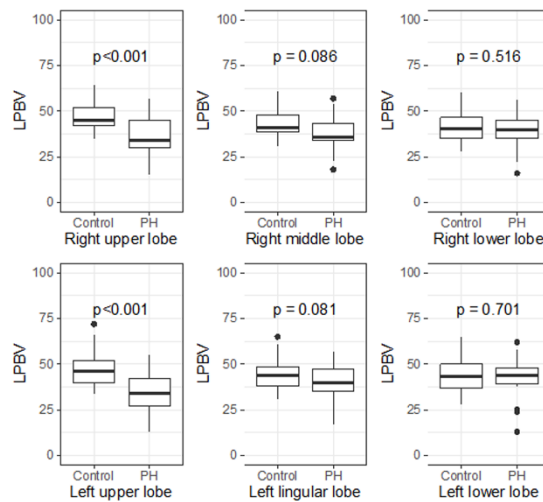 100
p<0.001
75
LPBV
50
25
0
Control PH
Right upper lobe
100
p = 0.086
75
LPBV
50
25
0
Control PH
Right middle lobe
100
p = 0.516
75
LPBV
50
25
0
Control PH
Right lower lobe
100
p<0.001
75
LPBV
50
25
0
Control PH
Left upper lobe
100
p = 0.081
75
LPBV
50
25
0
Control PH
Left lingular lobe
100
p = 0.701
75
LPBV
50
25
0
Control PH
Left lower lobe